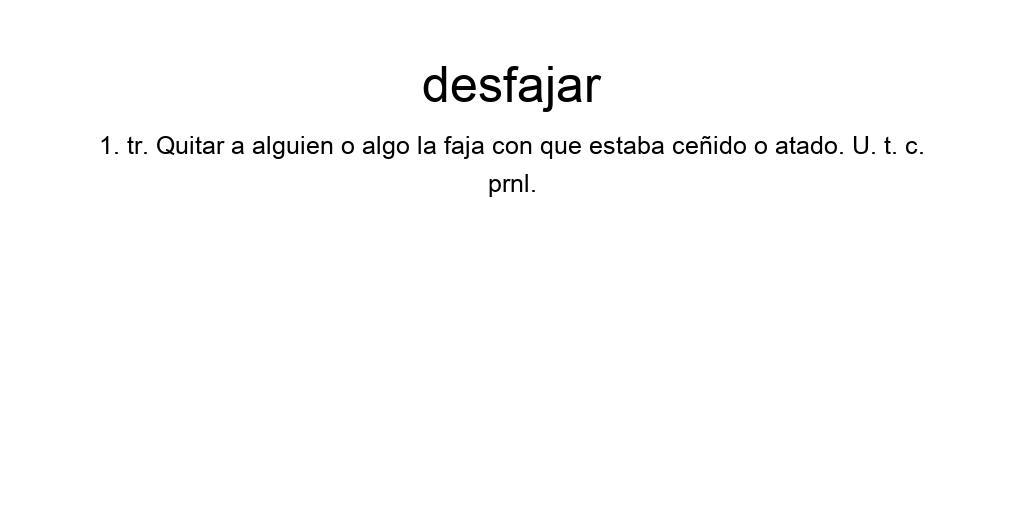 desfajar
1. tr. Quitar a alguien o algo la faja con que estaba ceñido o atado. U. t. c.
prnl.